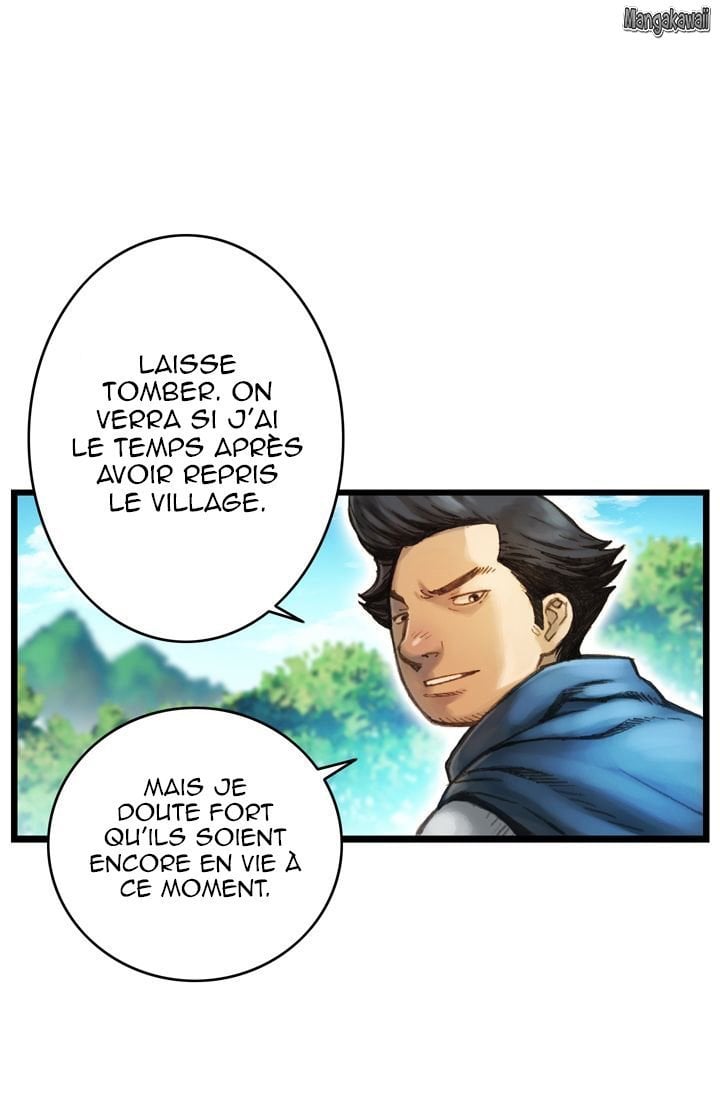 Mangakawaii
LAISSE
TOMBER. ON
VERRA SI J'AI
LE TEMPS APRÈS
AVOIR REPRIS
LE VILLAGE.
MAIS JE
DOUTE FORT
QU'ILS SOIENT
ENCORE EN VIE À
CE MOMENT.